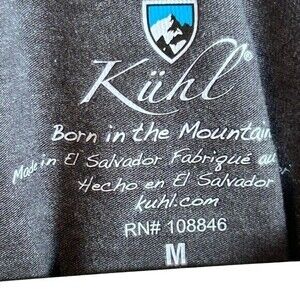 Kühl®
Born in the Mountain
Made in El Salvador Fabriqué au
Hecho en El Salvador
kuhl.com
RN# 108846
M